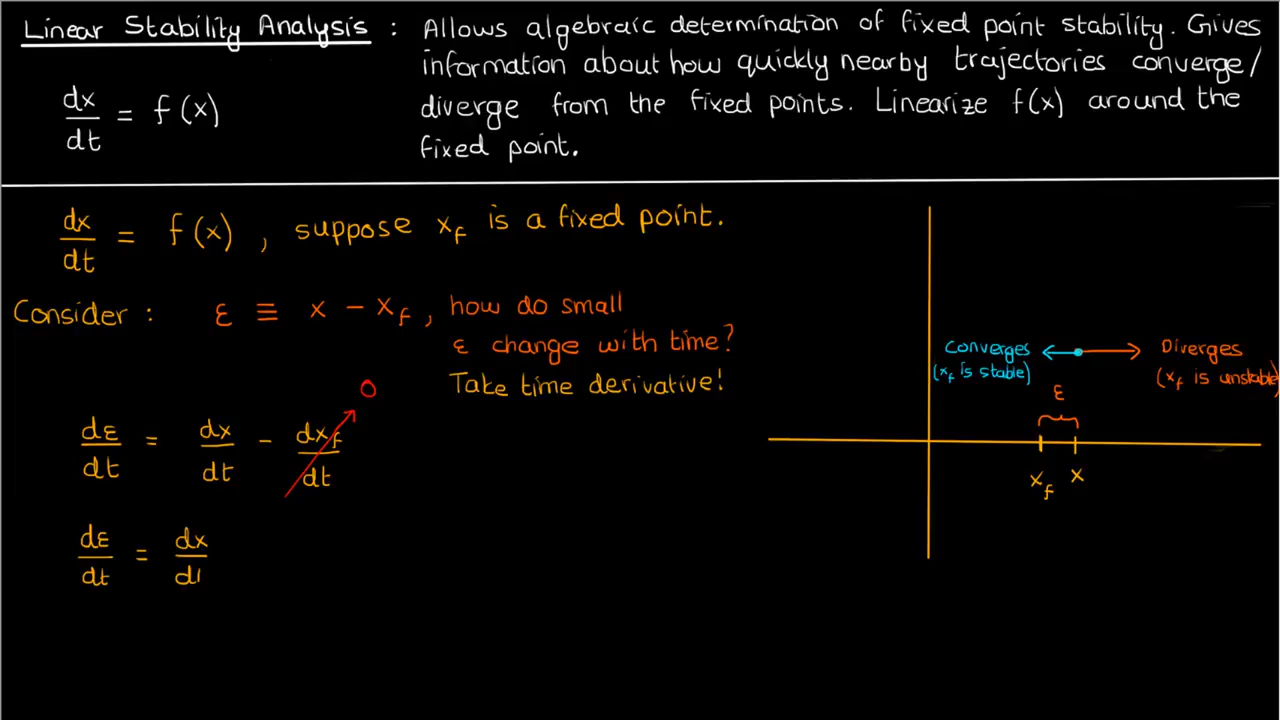 Linear Stability Analysis : Allows algebraic determination of fixed point stability. Gives
information about how quickly nearby trajectories converge/
dx/dt = f(x)
diverge from the fixed points. Linearize f(x) around the
fixed point.
dx/dt = f(x), suppose x_f is a fixed point.
Consider : ε ≡ x - x_f, how do small
ε change with time?
Take time derivative!
0
dε/dt = dx/dt - dx_f/dt
dε/dt = dx/d
Converges
(x_f is stable)
Diverges
(x_f is unstable)
ε
x_f x